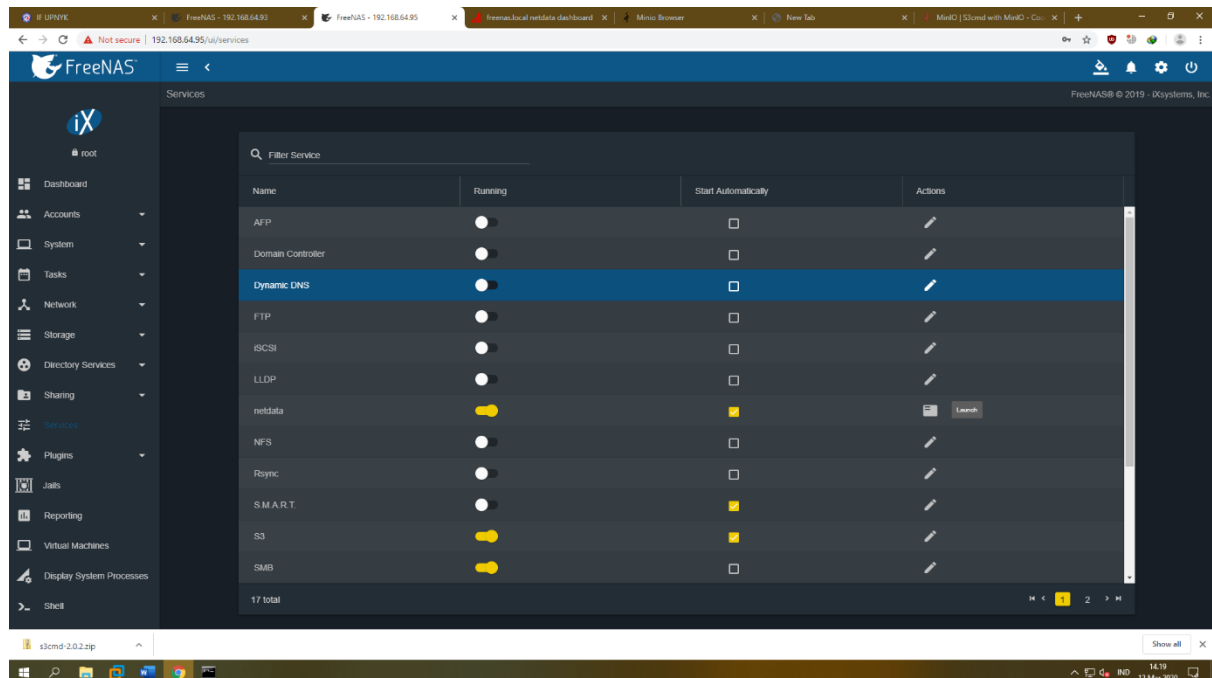 IF UPNYK FreeNAS - 192.168.64.93 FreeNAS - 192.168.64.95 freenas.local netdata dashboard Minio Browser New Tab MinIO | S3cmd with MinIO - Coo
Not secure 192.168.64.95/ui/services
FreeNAS
Services FreeNAS® © 2019 - iXsystems, Inc
iX
root
Filter Service
Dashboard
Name Running Start Automatically Actions
Accounts
AFP
System
Domain Controller
Tasks
Dynamic DNS
Network
FTP
Storage
iSCSI
Directory Services
LLDP
Sharing
netdata Launch
Services
NFS
Plugins
Rsync
Jails
S.M.A.R.T.
Reporting
S3
Virtual Machines
SMB
Display System Processes
17 total 1 2
Shell
s3cmd-2.0.2.zip Show all
IND 14.19
2020